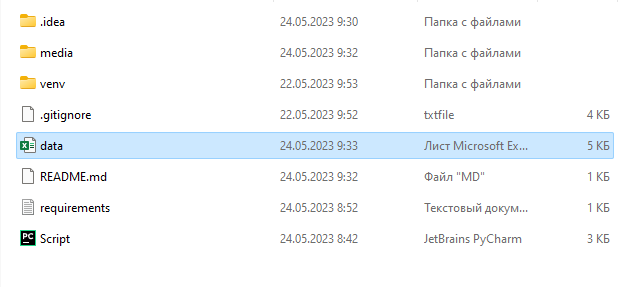 .idea 24.05.2023 9:30 Папка с файлами
media 24.05.2023 9:32 Папка с файлами
venv 22.05.2023 9:53 Папка с файлами
.gitignore 22.05.2023 9:52 txtfile 4 КБ
data 24.05.2023 9:33 Лист Microsoft Ex... 5 КБ
README.md 24.05.2023 9:32 Файл "MD" 1 КБ
requirements 24.05.2023 8:52 Текстовый докум... 1 КБ
Script 24.05.2023 8:42 JetBrains PyCharm 3 КБ